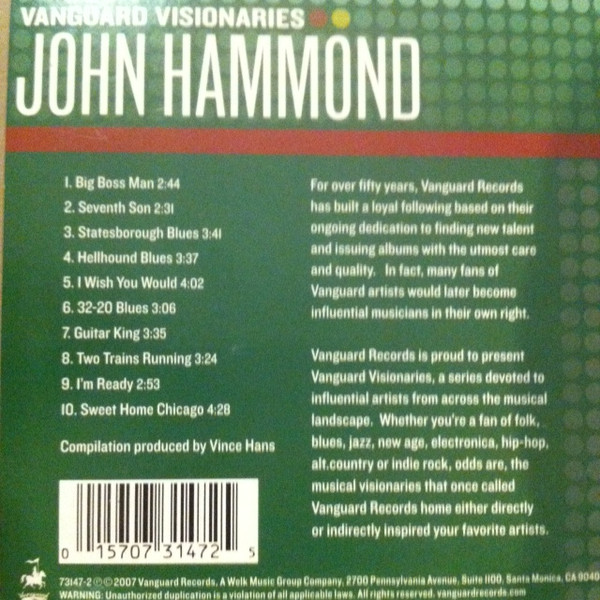 VANGUARD VISIONARIES
JOHN HAMMOND
1. Big Boss Man 2:44
2. Seventh Son 2:31
3. Statesborough Blues 3:41
4. Hellhound Blues 3:37
5. I Wish You Would 4:02
6. 32-20 Blues 3:06
7. Guitar King 3:35
8. Two Trains Running 3:24
9. I'm Ready 2:53
10. Sweet Home Chicago 4:28
Compilation produced by Vince Hans
For over fifty years, Vanguard Records
has built a loyal following based on their
ongoing dedication to finding new talent
and issuing albums with the utmost care
and quality. In fact, many fans of
Vanguard artists would later become
influential musicians in their own right.
Vanguard Records is proud to present
Vanguard Visionaries, a series devoted to
influential artists from across the musical
landscape. Whether you're a fan of folk,
blues, jazz, new age, electronica, hip-hop,
alt.country or indie rock, odds are, the
musical visionaries that once called
Vanguard Records home either directly
or indirectly inspired your favorite artists.
0 15707 31472 5
73147-2 ℗ © 2007 Vanguard Records, A Welk Music Group Company, 2700 Pennsylvania Avenue, Suite 1100, Santa Monica, CA 9040
WARNING: Unauthorized duplication is a violation of all applicable laws. All rights reserved. vanguardrecords.com